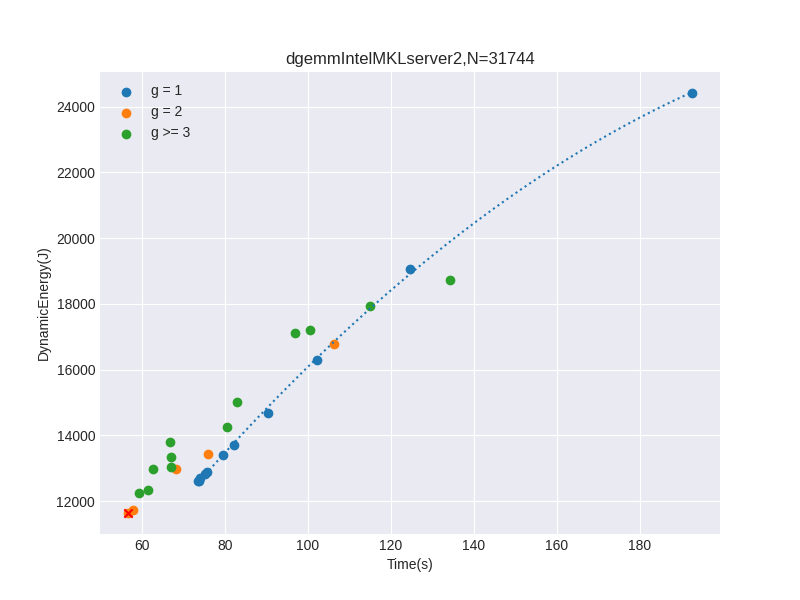 dgemmIntelMKLserver2,N=31744
g = 1
g = 2
g >= 3
24000
22000
20000
18000
16000
14000
12000
DynamicEnergy(J)
60 80 100 120 140 160 180
Time(s)